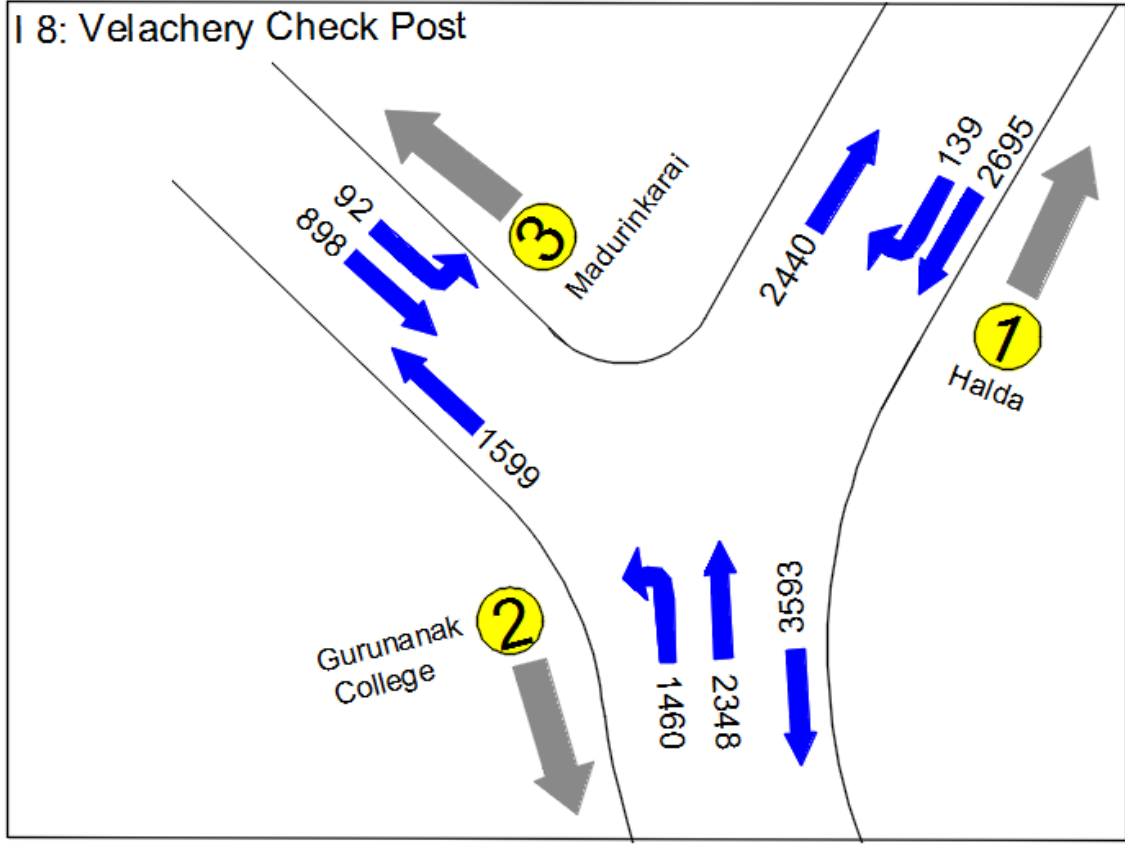 I 8: Velachery Check Post
92
898
3
Madurinkarai
1599
2440
139
2695
1
Halda
2
Gurunanak
College
1460
2348
3593